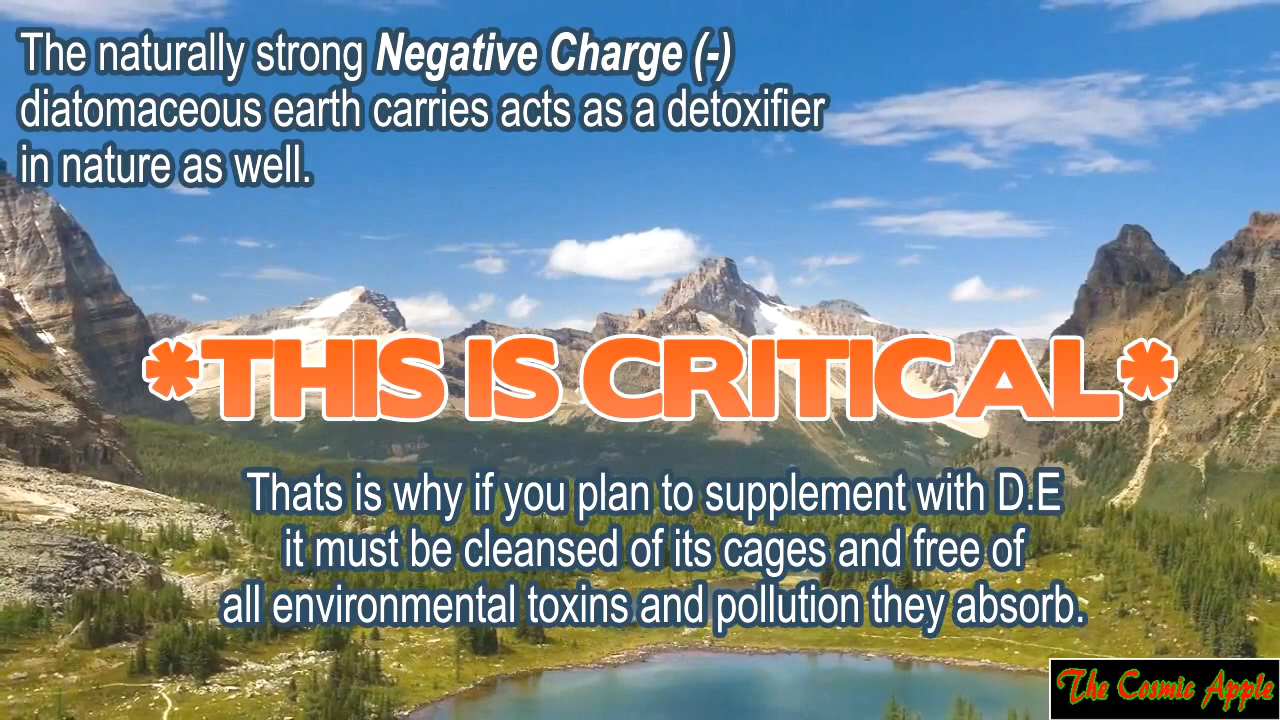 The naturally strong Negative Charge (-)
diatomaceous earth carries acts as a detoxifier
in nature as well.
*THIS IS CRITICAL*
Thats is why if you plan to supplement with D.E
it must be cleansed of its cages and free of
all environmental toxins and pollution they absorb.
The Cosmic Apple